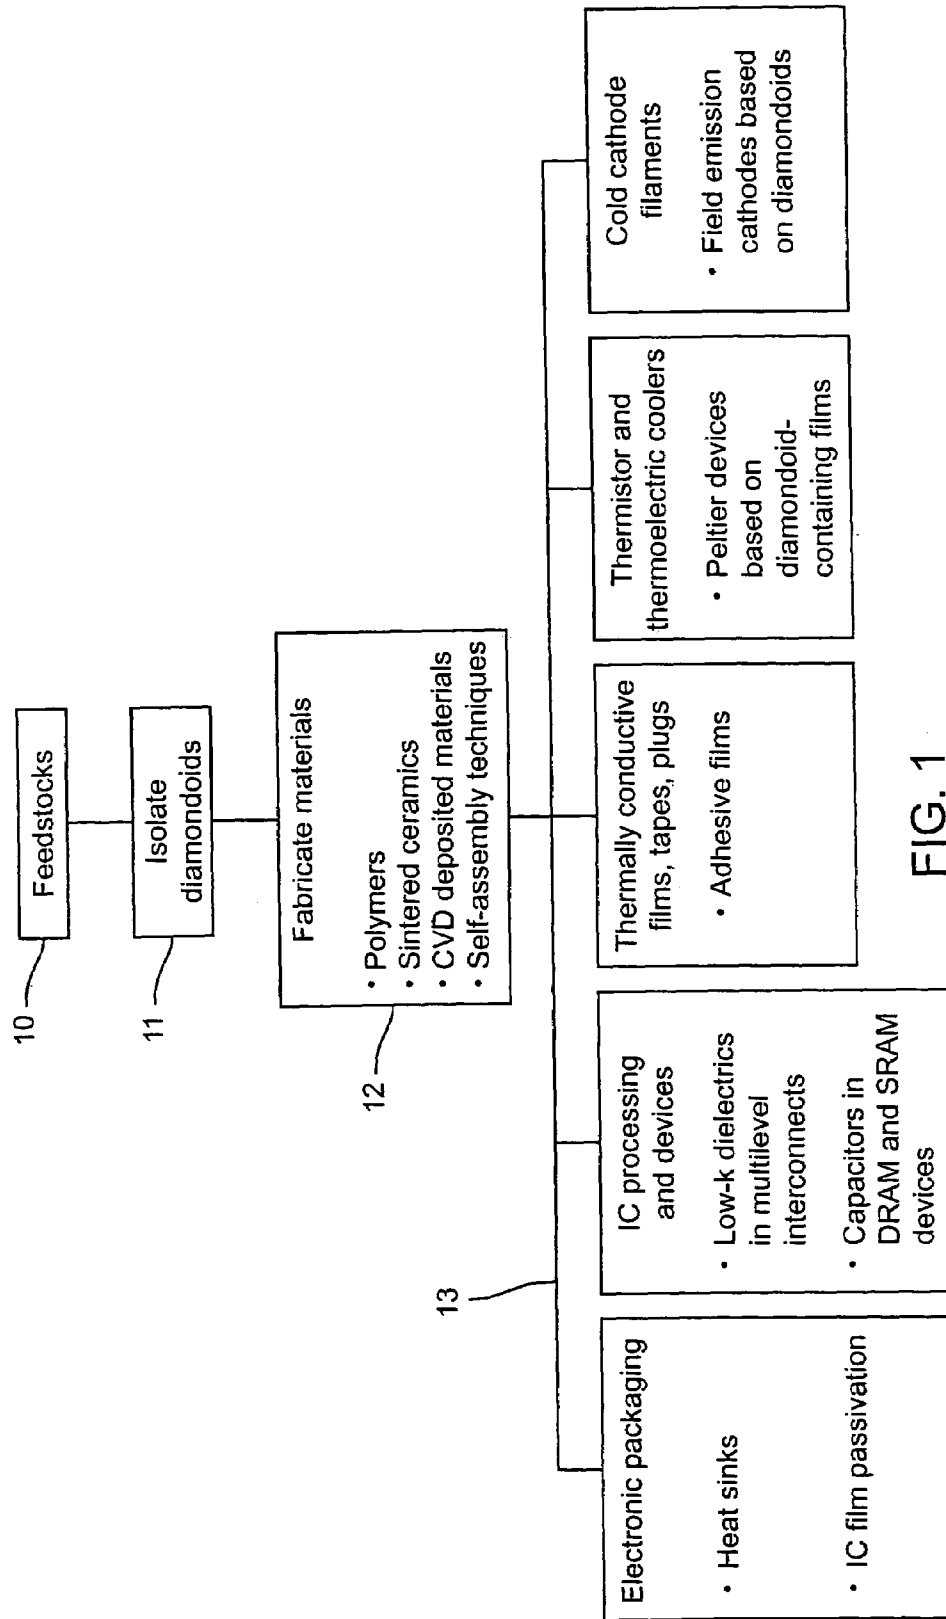 10
Feedstocks
11
Isolate
diamondoids
12
Fabricate materials
• Polymers
• Sintered ceramics
• CVD deposited materials
• Self-assembly techniques
13
Electronic packaging
• Heat sinks
• IC film passivation
IC processing
and devices
• Low-k dielectrics
in multilevel
interconnects
• Capacitors in
DRAM and SRAM
devices
Thermally conductive
films, tapes, plugs
• Adhesive films
Thermistor and
thermoelectric coolers
• Peltier devices
based on
diamondoid-
containing films
Cold cathode
filaments
• Field emission
cathodes based
on diamondoids
FIG. 1